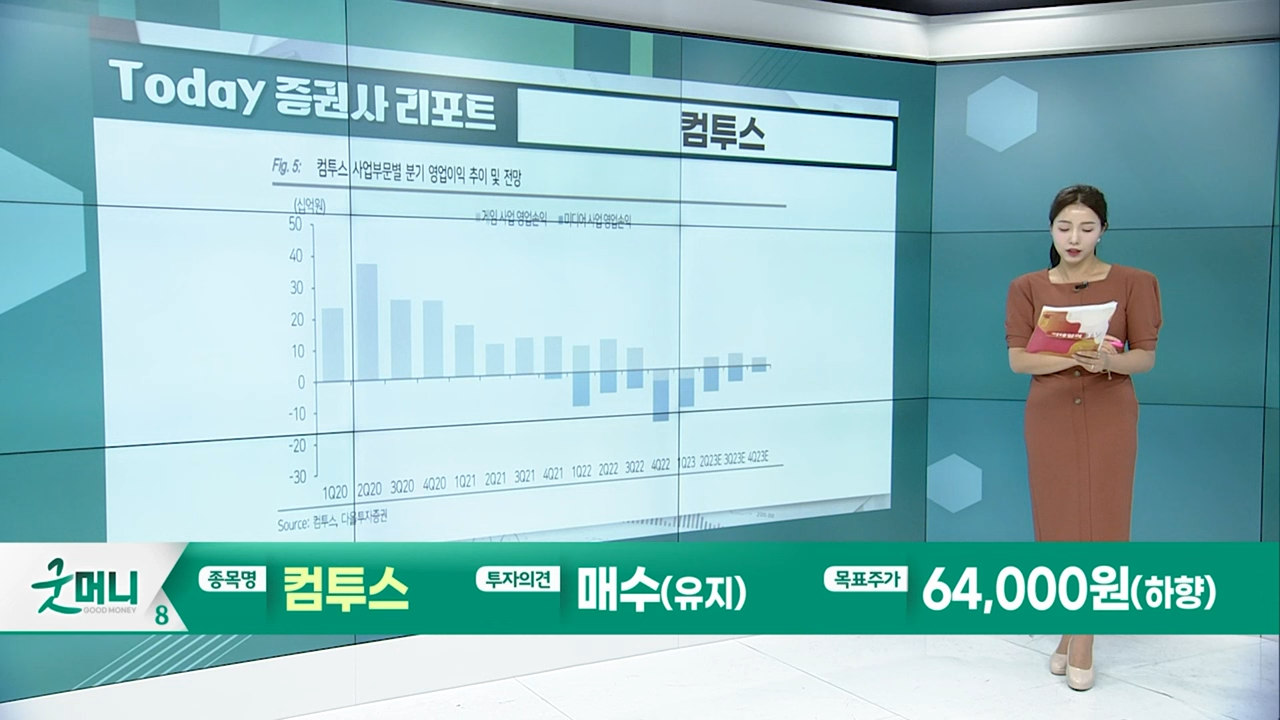 Today 증권사 리포트
컴투스
Fig. 5: 컴투스 사업부문별 분기 영업이익 추이 및 전망
(십억원)
게임 사업 영업손익 미디어 사업 영업손익
50
40
30
20
10
0
-10
-20
-30
1Q20 2Q20 3Q20 4Q20 1Q21 2Q21 3Q21 4Q21 1Q22 2Q22 3Q22 4Q22 1Q23 2Q23E 3Q23E 4Q23E
Source: 컴투스, 다올투자증권
굿머니
GOOD MONEY
8
종목명 컴투스 투자의견 매수(유지) 목표주가 64,000원(하향)